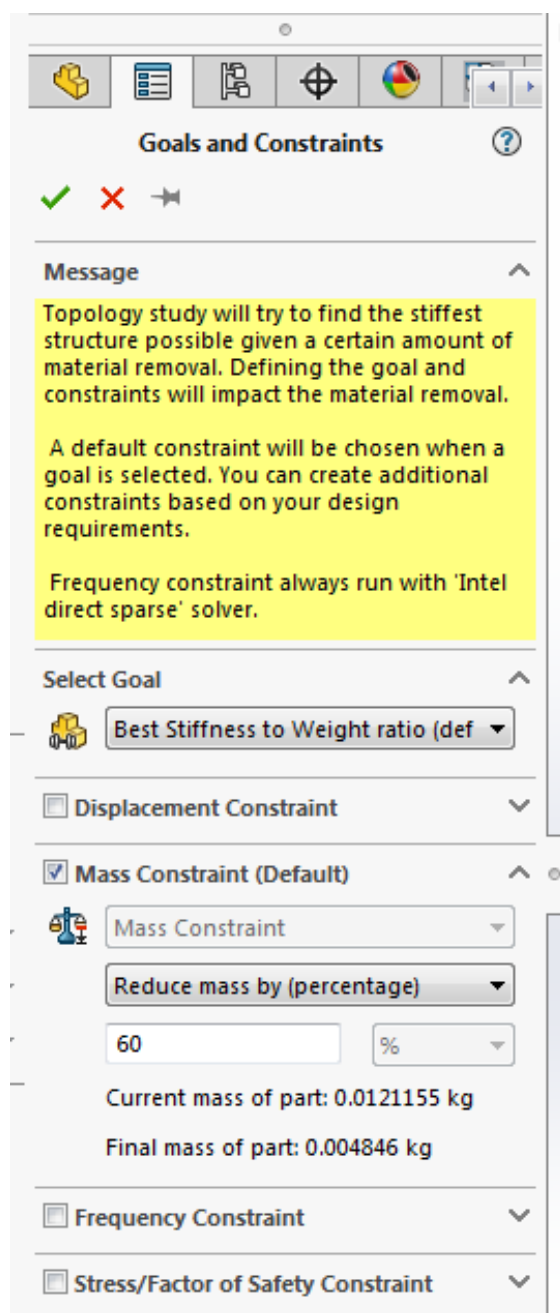 Goals and Constraints
Message
Topology study will try to find the stiffest
structure possible given a certain amount of
material removal. Defining the goal and
constraints will impact the material removal.
A default constraint will be chosen when a
goal is selected. You can create additional
constraints based on your design
requirements.
Frequency constraint always run with 'Intel
direct sparse' solver.
Select Goal
Best Stiffness to Weight ratio (def
Displacement Constraint
Mass Constraint (Default)
Mass Constraint
Reduce mass by (percentage)
60 %
Current mass of part: 0.0121155 kg
Final mass of part: 0.004846 kg
Frequency Constraint
Stress/Factor of Safety Constraint